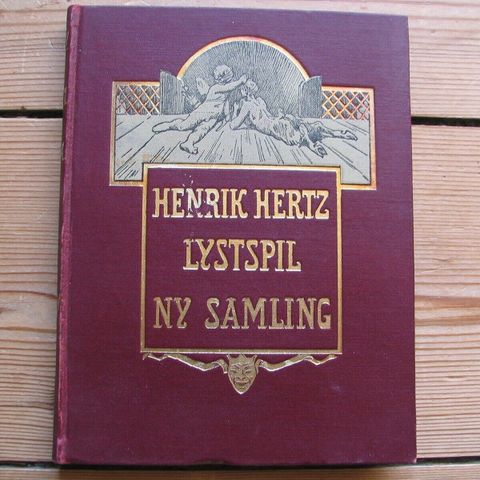 HENRIK HERTZ
LYSTSPIL
NY SAMLING